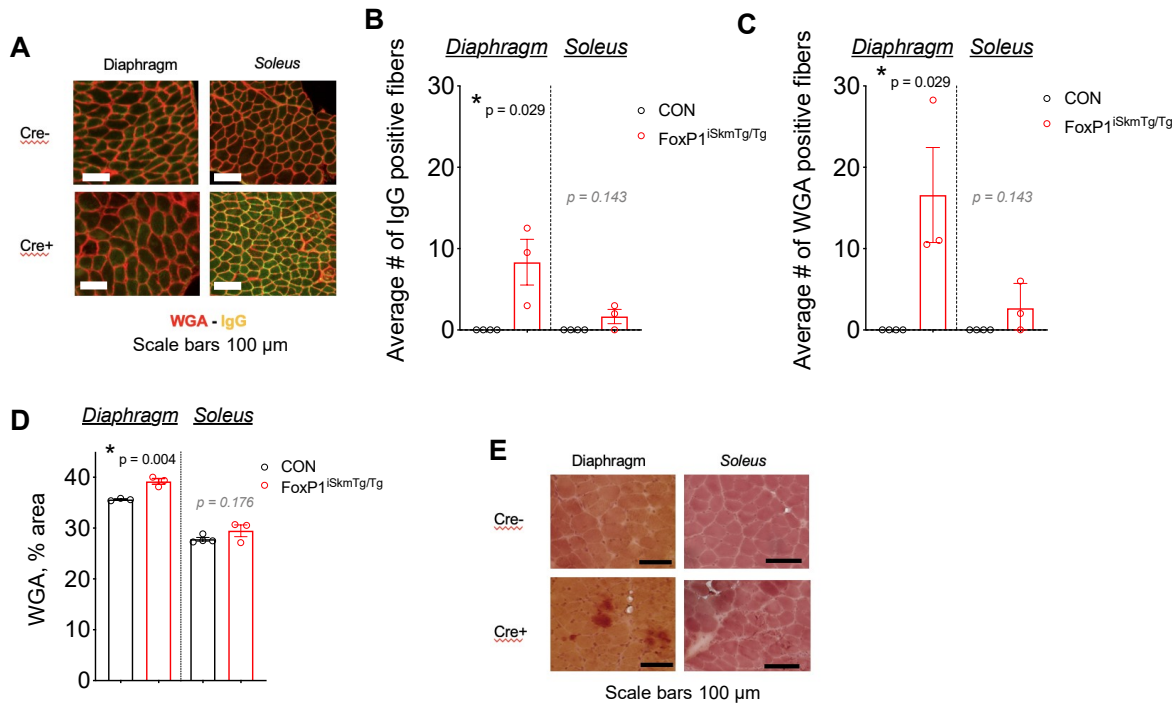 A
Diaphragm
Soleus
Cre-
Cre+
WGA - IgG
Scale bars 100 µm
B
Diaphragm Soleus
Average # of IgG positive fibers
30
20
10
0
* p = 0.029
p = 0.143
CON
FoxP1iSkmTg/Tg
C
Diaphragm Soleus
Average # of WGA positive fibers
30
20
10
0
* p = 0.029
p = 0.143
CON
FoxP1iSkmTg/Tg
D
Diaphragm Soleus
WGA, % area
40
30
20
10
0
* p = 0.004
p = 0.176
CON
FoxP1iSkmTg/Tg
E
Diaphragm
Soleus
Cre-
Cre+
Scale bars 100 µm